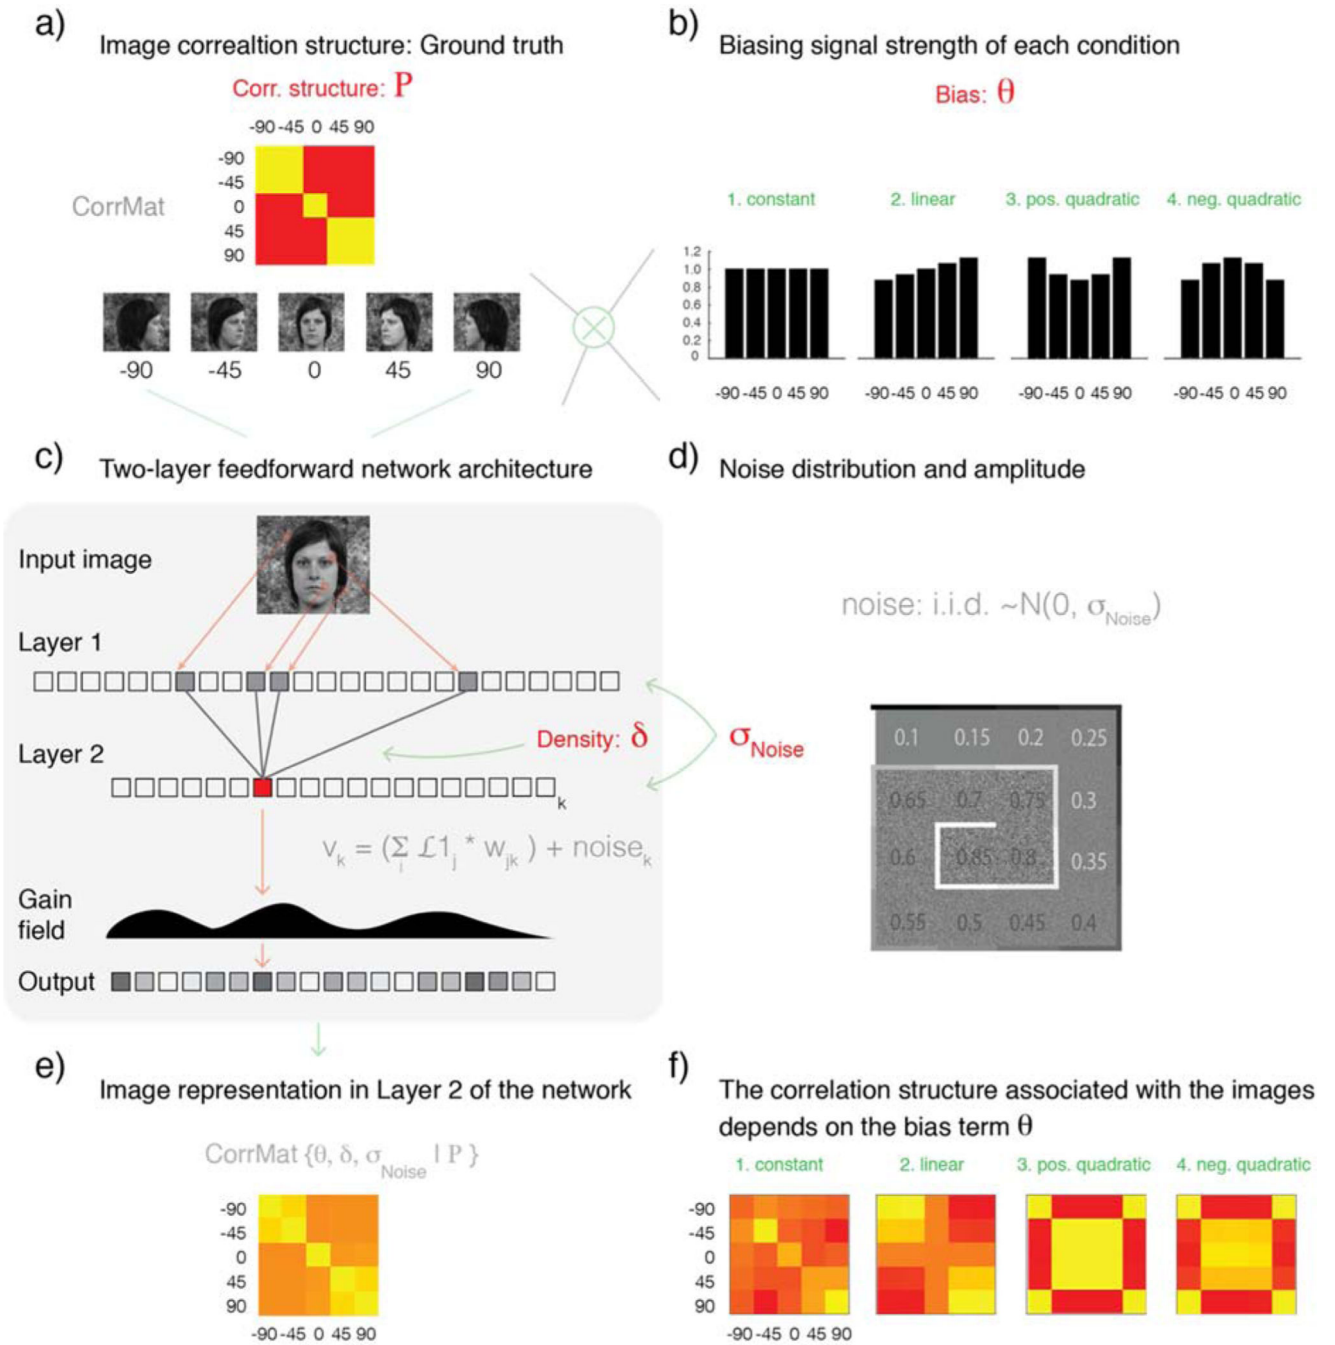 a)
Image correaltion structure: Ground truth
Corr. structure: P
-90 -45 0 45 90
-90
-45
0
45
90
CorrMat
-90 -45 0 45 90
b)
Biasing signal strength of each condition
Bias: θ
1. constant 2. linear 3. pos. quadratic 4. neg. quadratic
1.2
1.0
0.8
0.6
0.4
0.2
0
-90 -45 0 45 90 -90 -45 0 45 90 -90 -45 0 45 90 -90 -45 0 45 90
c)
Two-layer feedforward network architecture
Input image
Layer 1
Density: δ
σNoise
Layer 2
k
vk = (Σi ℒ1j * wjk ) + noisek
Gain
field
Output
d)
Noise distribution and amplitude
noise: i.i.d. ~N(0, σNoise)
0.1 0.15 0.2 0.25
0.65 0.7 0.75 0.3
0.6 0.85 0.8 0.35
0.55 0.5 0.45 0.4
e)
Image representation in Layer 2 of the network
CorrMat {θ, δ, σNoise | P }
-90
-45
0
45
90
-90 -45 0 45 90
f)
The correlation structure associated with the images
depends on the bias term θ
1. constant 2. linear 3. pos. quadratic 4. neg. quadratic
-90
-45
0
45
90
-90 -45 0 45 90